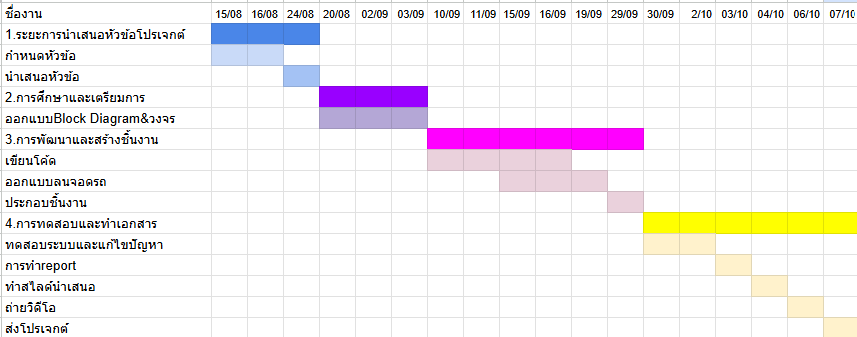 ชื่องาน 15/08 16/08 24/08 20/08 02/09 03/09 10/09 11/09 15/09 16/09 19/09 29/09 30/09 2/10 03/10 04/10 06/10 07/10
1.ระยะการนำเสนอหัวข้อโปรเจกต์
กำหนดหัวข้อ
นำเสนอหัวข้อ
2.การศึกษาและเตรียมการ
ออกแบบBlock Diagram&วงจร
3.การพัฒนาและสร้างชิ้นงาน
เขียนโค้ด
ออกแบบลนจอดรถ
ประกอบชิ้นงาน
4.การทดสอบและทำเอกสาร
ทดสอบระบบและแก้ไขปัญหา
การทำreport
ทำสไลด์นำเสนอ
ถ่ายวิดีโอ
ส่งโปรเจกต์